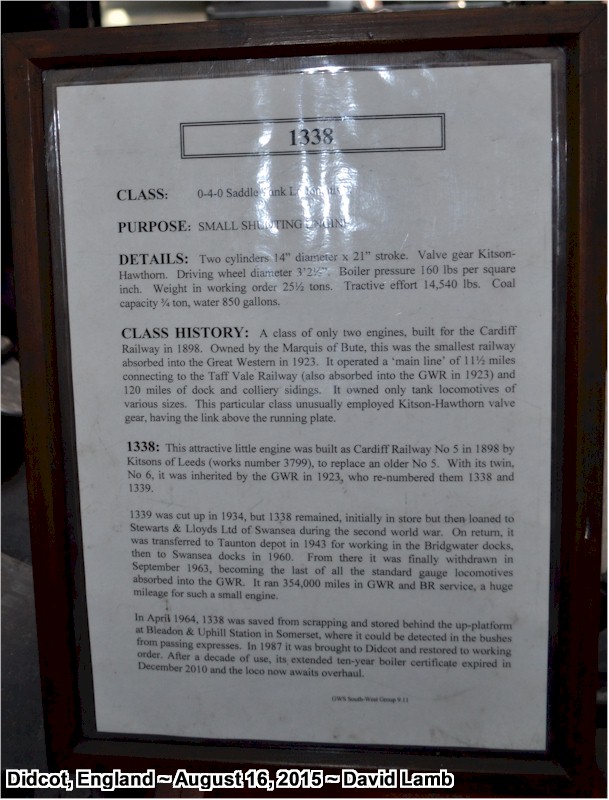 1338
CLASS: 0-4-0 Saddle Tank
PURPOSE: SMALL SHUNTING ENGINE
DETAILS: Two cylinders 14" diameter x 21" stroke. Valve gear Kitson-
Hawthorn. Driving wheel diameter 3'2½". Boiler pressure 160 lbs per square
inch. Weight in working order 25½ tons. Tractive effort 14,540 lbs. Coal
capacity ¾ ton, water 850 gallons.
CLASS HISTORY: A class of only two engines, built for the Cardiff
Railway in 1898. Owned by the Marquis of Bute, this was the smallest railway
absorbed into the Great Western in 1923. It operated a 'main line' of 11½ miles
connecting to the Taff Vale Railway (also absorbed into the GWR in 1923) and
120 miles of dock and colliery sidings. It owned only tank locomotives of
various sizes. This particular class unusually employed Kitson-Hawthorn valve
gear, having the link above the running plate.
1338: This attractive little engine was built as Cardiff Railway No 5 in 1898 by
Kitsons of Leeds (works number 3799), to replace an older No 5. With its twin,
No 6, it was inherited by the GWR in 1923, who re-numbered them 1338 and
1339.
1339 was cut up in 1934, but 1338 remained, initially in store but then loaned to
Stewarts & Lloyds Ltd of Swansea during the second world war. On return, it
was transferred to Taunton depot in 1943 for working in the Bridgwater docks,
then to Swansea docks in 1960. From there it was finally withdrawn in
September 1963, becoming the last of all the standard gauge locomotives
absorbed into the GWR. It ran 354,000 miles in GWR and BR service, a huge
mileage for such a small engine.
In April 1964, 1338 was saved from scrapping and stored behind the up-platform
at Bleadon & Uphill Station in Somerset, where it could be detected in the bushes
from passing expresses. In 1987 it was brought to Didcot and restored to working
order. After a decade of use, its extended ten-year boiler certificate expired in
December 2010 and the loco now awaits overhaul.
GWS South-West Group 9.11
Didcot, England ~ August 16, 2015 ~ David Lamb